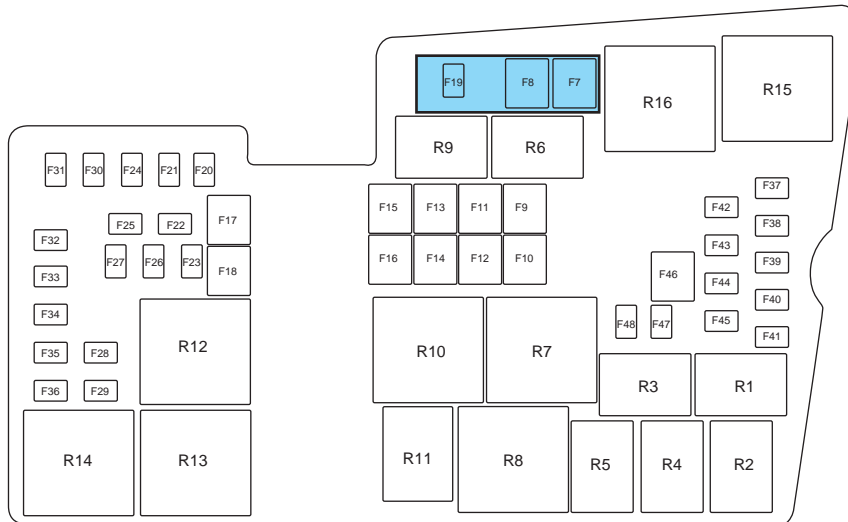 F19 F8 F7
R16 R15
R9 R6
F31 F30 F24 F21 F20
F37
F42
F15 F13 F11 F9
F17
F25 F22
F38
F32
F43
F27 F26 F23
F16 F14 F12 F10
F39
F46
F18
F33
F44
F40
F34
F48 F47
F45
F41
R12
R10 R7
F35 F28
R3 R1
F36 F29
R14 R13
R11 R8 R5 R4 R2